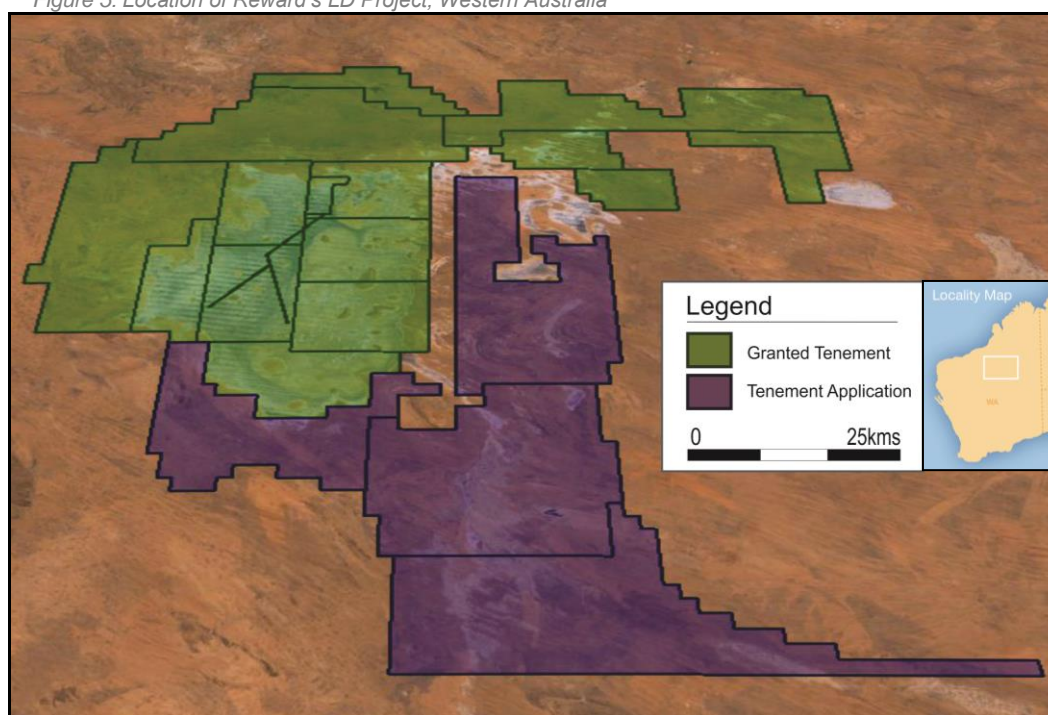 Figure 3. Location of Reward's LD Project, Western Australia
Legend
Granted Tenement
Tenement Application
0 25kms
Locality Map
WA